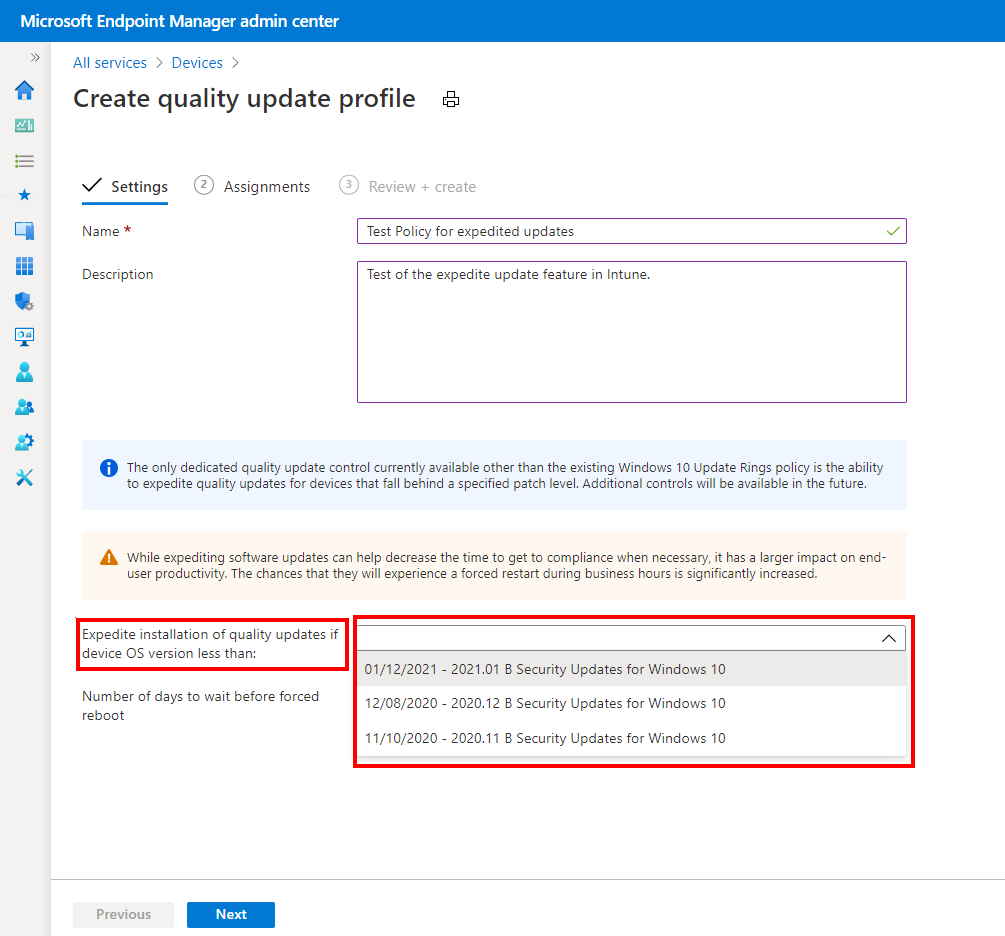 Microsoft Endpoint Manager admin center
All services > Devices >
Create quality update profile
Settings
2 Assignments
3 Review + create
Name *
Test Policy for expedited updates
Description
Test of the expedite update feature in Intune.
The only dedicated quality update control currently available other than the existing Windows 10 Update Rings policy is the ability
to expedite quality updates for devices that fall behind a specified patch level. Additional controls will be available in the future.
While expediting software updates can help decrease the time to get to compliance when necessary, it has a larger impact on end-
user productivity. The chances that they will experience a forced restart during business hours is significantly increased.
Expedite installation of quality updates if
device OS version less than:
01/12/2021 - 2021.01 B Security Updates for Windows 10
12/08/2020 - 2020.12 B Security Updates for Windows 10
11/10/2020 - 2020.11 B Security Updates for Windows 10
Number of days to wait before forced
reboot
Previous
Next